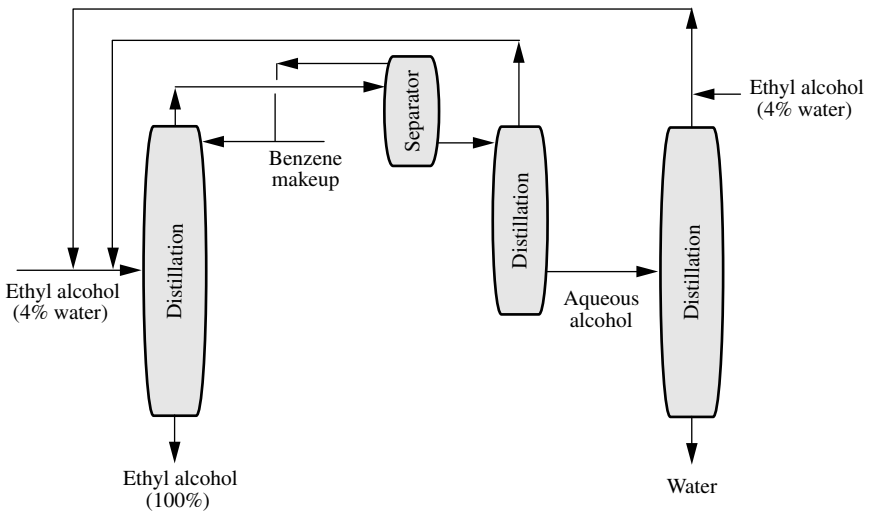 Ethyl alcohol
(4% water)
Separator
Benzene
makeup
Distillation
Distillation
Distillation
Ethyl alcohol
(4% water)
Aqueous
alcohol
Ethyl alcohol
(100%)
Water